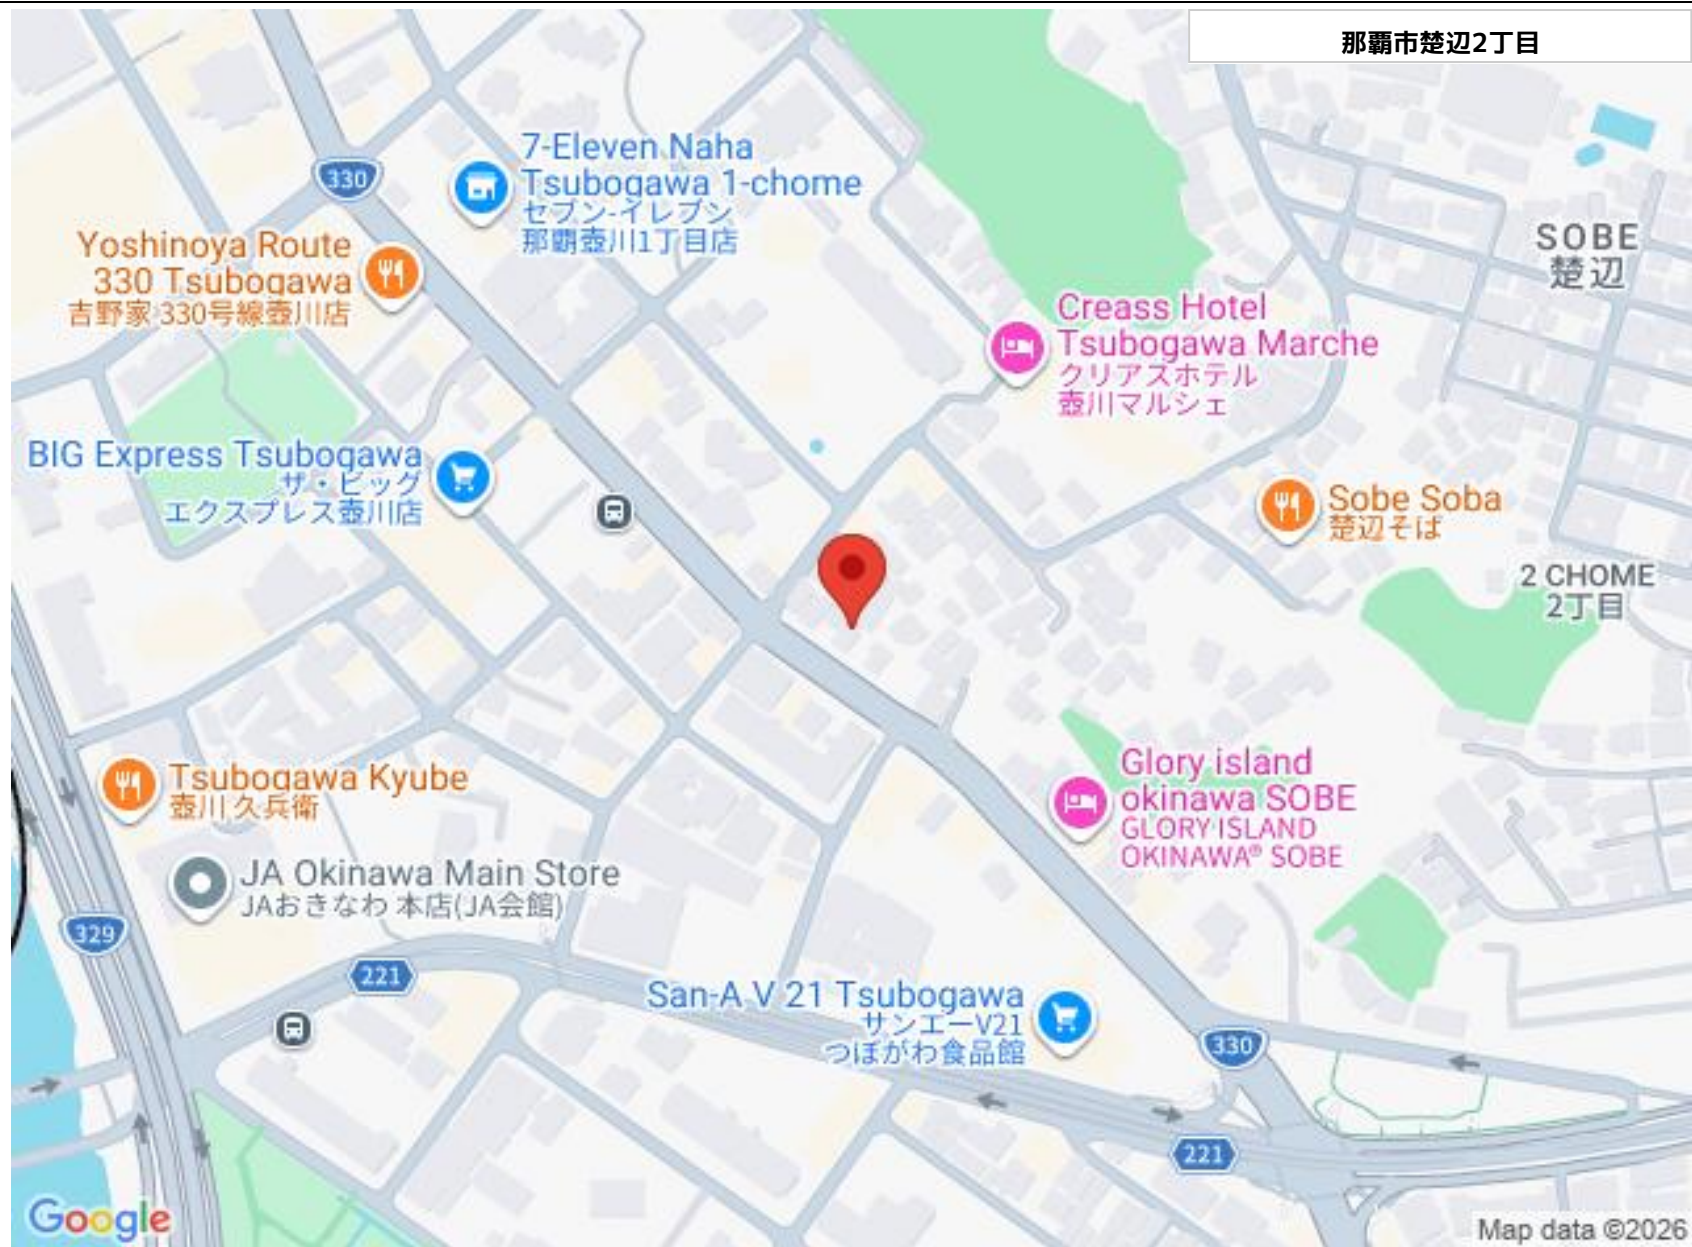 那覇市楚辺2丁目
330
7-Eleven Naha
Tsubogawa 1-chome
セブン-イレブン
那覇壺川1丁目店
Yoshinoya Route
330 Tsubogawa
吉野家 330号線壺川店
SOBE
楚辺
Creass Hotel
Tsubogawa Marche
クリアスホテル
壺川マルシェ
BIG Express Tsubogawa
ザ・ビッグ
エクスプレス壺川店
Sobe Soba
楚辺そば
2 CHOME
2丁目
Glory island
okinawa SOBE
GLORY ISLAND
OKINAWA® SOBE
Tsubogawa Kyube
壺川 久兵衛
JA Okinawa Main Store
JAおきなわ 本店(JA会館)
329
221
San-A V 21 Tsubogawa
サンエーV21
つぼがわ食品館
330
221
Google
Map data ©2026